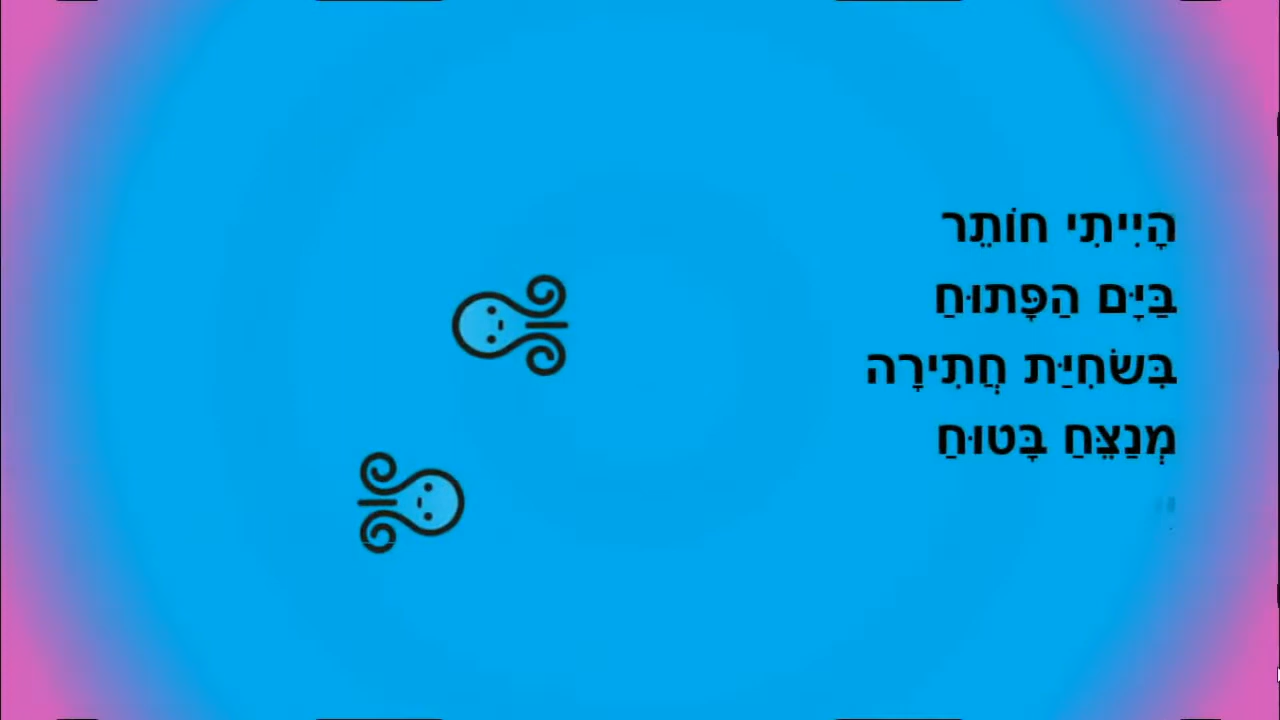 הָיִיתִי חוֹתֵר
בַּיָּם הַפָּתוּחַ
בִּשֹחִיַּת חֲתִירָה
מְנַצֵּחַ בָּטוּחַ